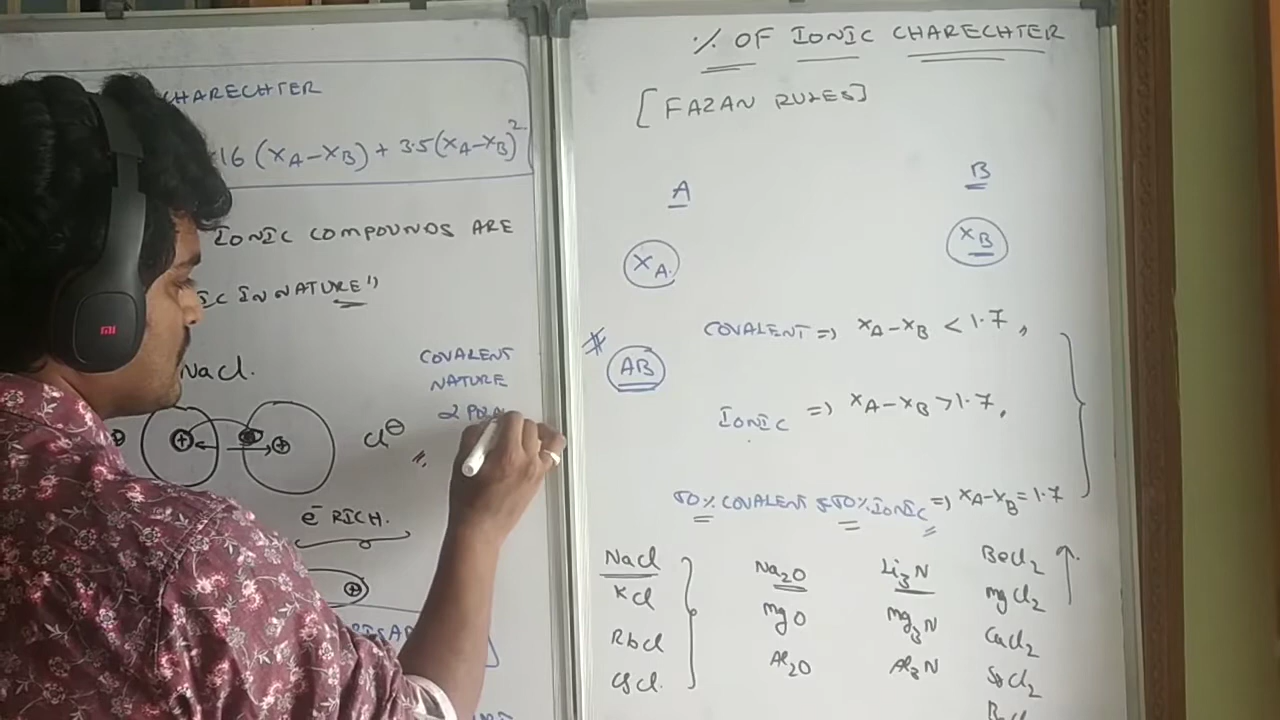 CHARECHTER
16 (XA-XB) + 3.5(XA-XB)²
IONIC COMPOUNDS ARE
IC IN NATURE"
NaCl.
COVALENT
NATURE
Cl⊖
e⁻ RICH.
MI
% OF IONIC CHARECHTER
[FAZAN RULES]
A B
XA. XB
COVALENT => XA-XB < 1.7,
AB
IONIC => XA-XB > 1.7,
50% COVALENT & 50% IONIC => XA-XB = 1.7
NaCl Na2O Li3N BeCl2
KCl MgO Mg3N MgCl2
RbCl Al2O Al3N CaCl2
CsCl. SrCl2